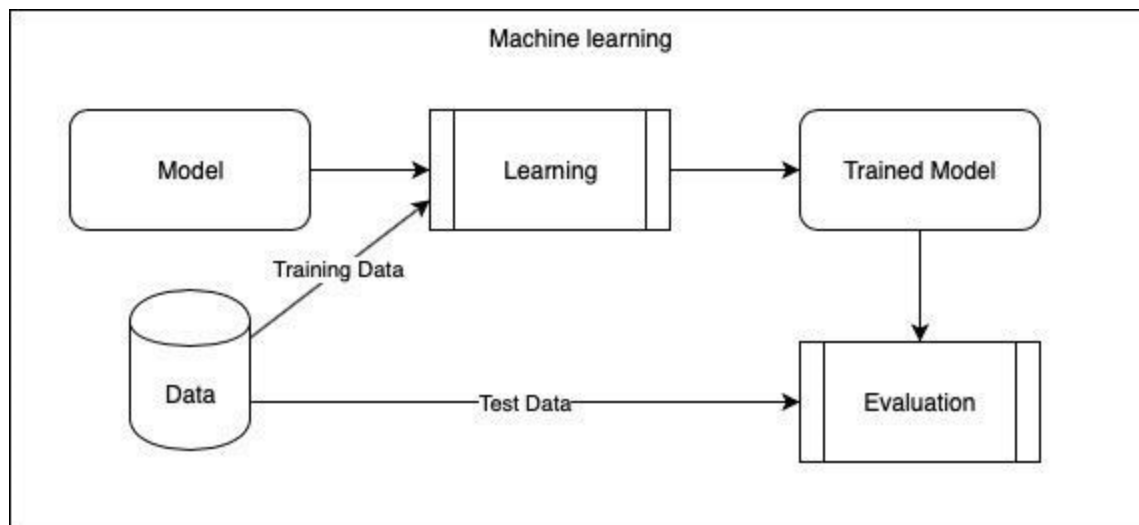 Machine learning
Model
Learning
Trained Model
Training Data
Data
Test Data
Evaluation